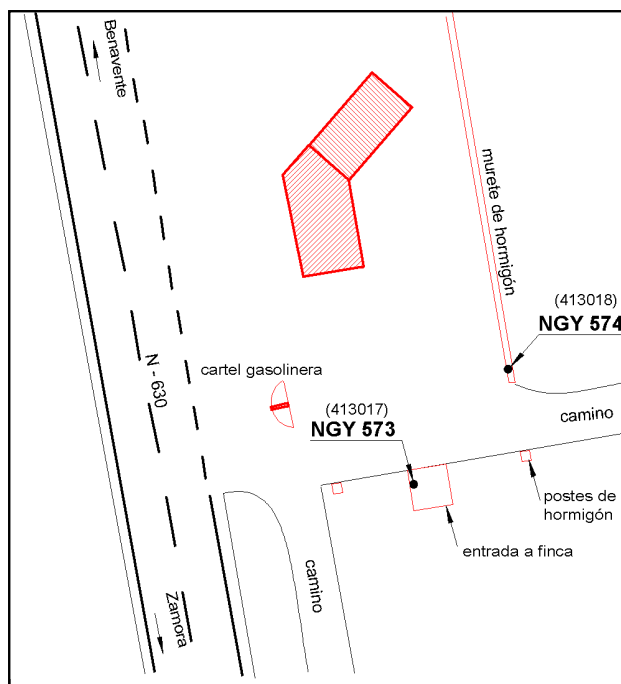 Benavente
murete de hormigón
(413018)
NGY 574
N - 630
cartel gasolinera
(413017)
NGY 573
camino
postes de
hormigón
entrada a finca
camino
Zamora